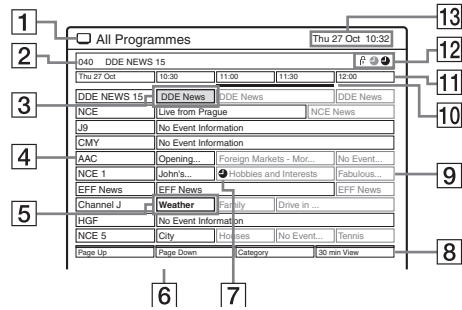 1
13
All Programmes
Thu 27 Oct 10:32
2
040 DDE NEWS 15
12
Thu 27 Oct 10:30 11:00 11:30 12:00
11
3
DDE NEWS 15 DDE News DDE News DDE News
10
NCE Live from Prague NCE News
J9 No Event Information
CMY No Event Information
4
AAC Opening... Foreign Markets - Mor... No Event...
NCE 1 John's... Hobbies and Interests Fabulous...
9
EFF News EFF News EFF News
5
Channel J Weather Family Drive in ...
HGF No Event Information
NCE 5 City Houses No Event... Tennis
Page Up Page Down Category 30 min View
8
6
7